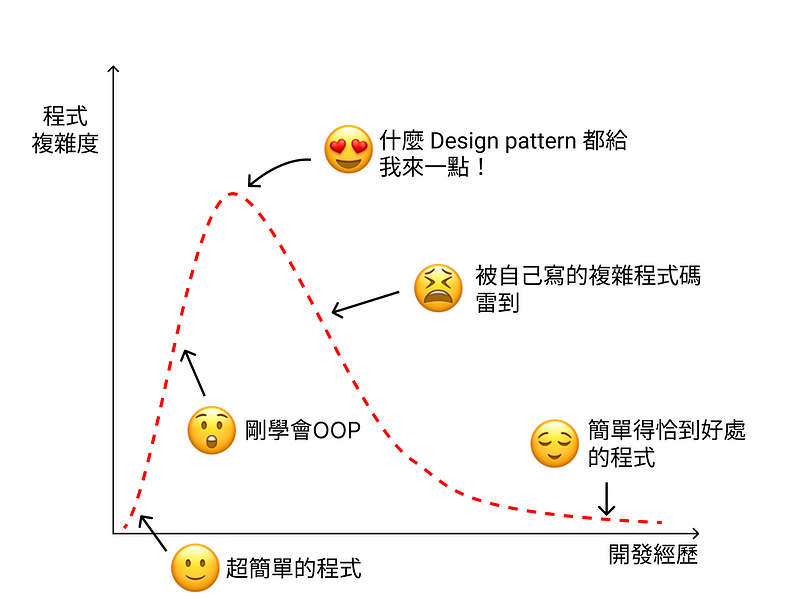 程式
複雜度
什麼 Design pattern 都給
我來一點！
被自己寫的複雜程式碼
雷到
剛學會OOP
簡單得恰到好處
的程式
開發經歷
超簡單的程式